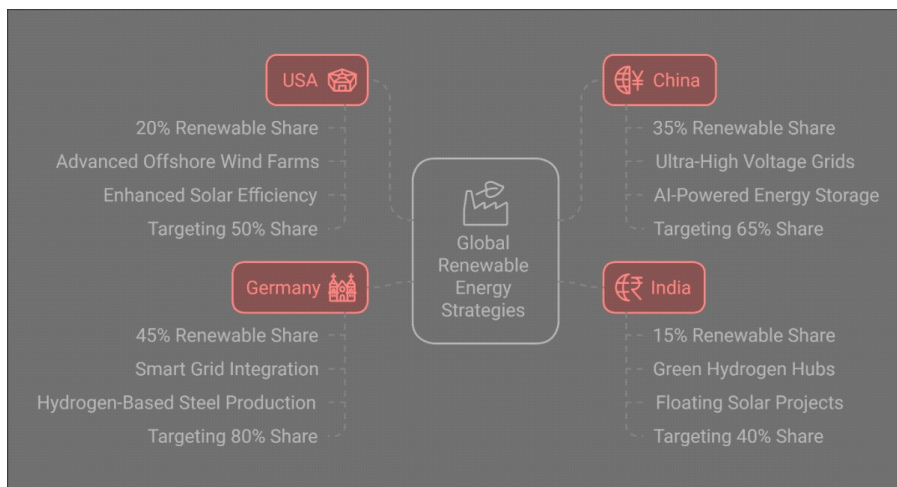 USA
20% Renewable Share
Advanced Offshore Wind Farms
Enhanced Solar Efficiency
Targeting 50% Share
Germany
45% Renewable Share
Smart Grid Integration
Hydrogen-Based Steel Production
Targeting 80% Share
Global
Renewable
Energy
Strategies
¥ China
35% Renewable Share
Ultra-High Voltage Grids
AI-Powered Energy Storage
Targeting 65% Share
₹ India
15% Renewable Share
Green Hydrogen Hubs
Floating Solar Projects
Targeting 40% Share